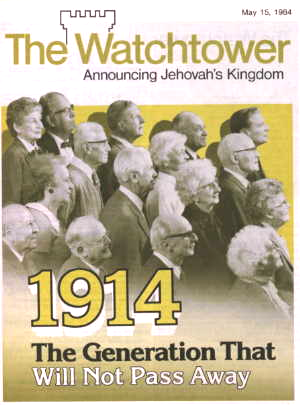 May 15, 1984
The Watchtower
Announcing Jehovah's Kingdom
1914
The Generation That
Will Not Pass Away